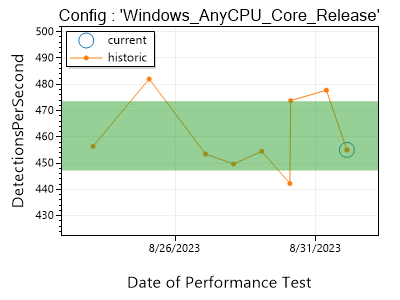 Config : 'Windows_AnyCPU_Core_Release'
current
historic
500
490
480
470
460
450
440
430
DetectionsPerSecond
8/26/2023
8/31/2023
Date of Performance Test